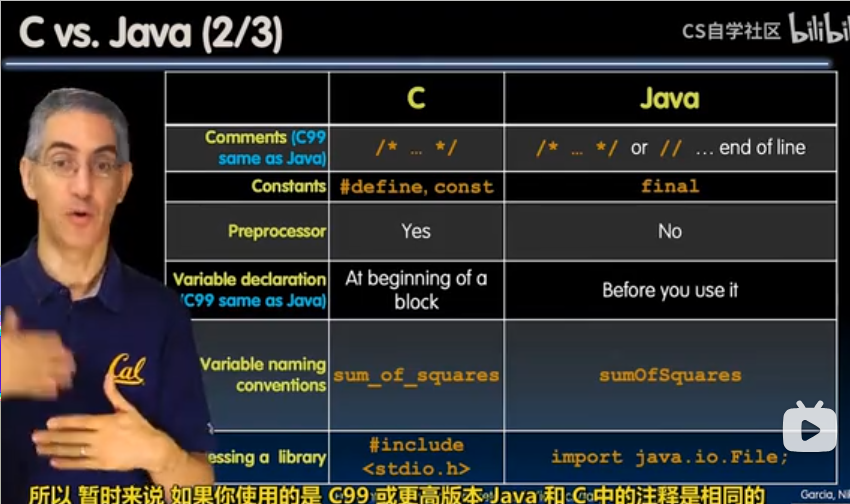 C vs. Java (2/3)
CS自学社区 bilibil
C Java
Comments (C99 same as Java) /* … */ /* … */ or // … end of line
Constants #define, const final
Preprocessor Yes No
Variable declaration (C99 same as Java) At beginning of a block Before you use it
Variable naming conventions sum_of_squares sumOfSquares
essing a library #include <stdio.h> import java.io.File;
Cal
Garcia, Ni
所以 暂时来说 如果你使用的是 C99 或更高版本 Java 和 C 中的注释是相同的